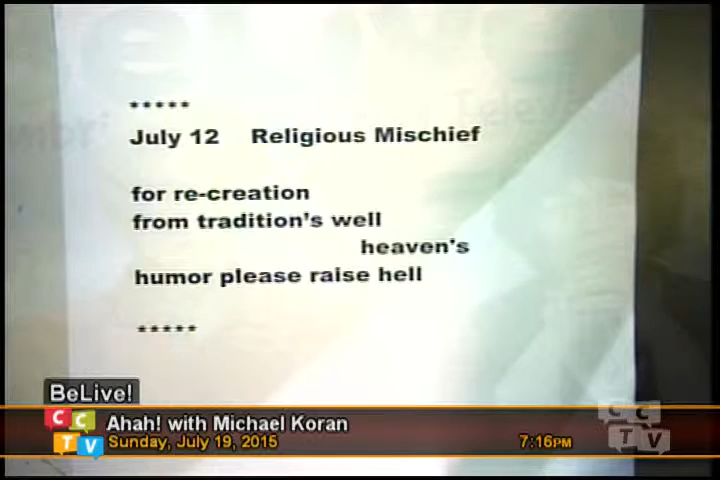 *****
July 12 Religious Mischief
for re-creation
from tradition's well
heaven's
humor please raise hell
*****
BeLive!
CCTV
Ahah! with Michael Koran
Sunday, July 19, 2015
7:16PM
CCTV